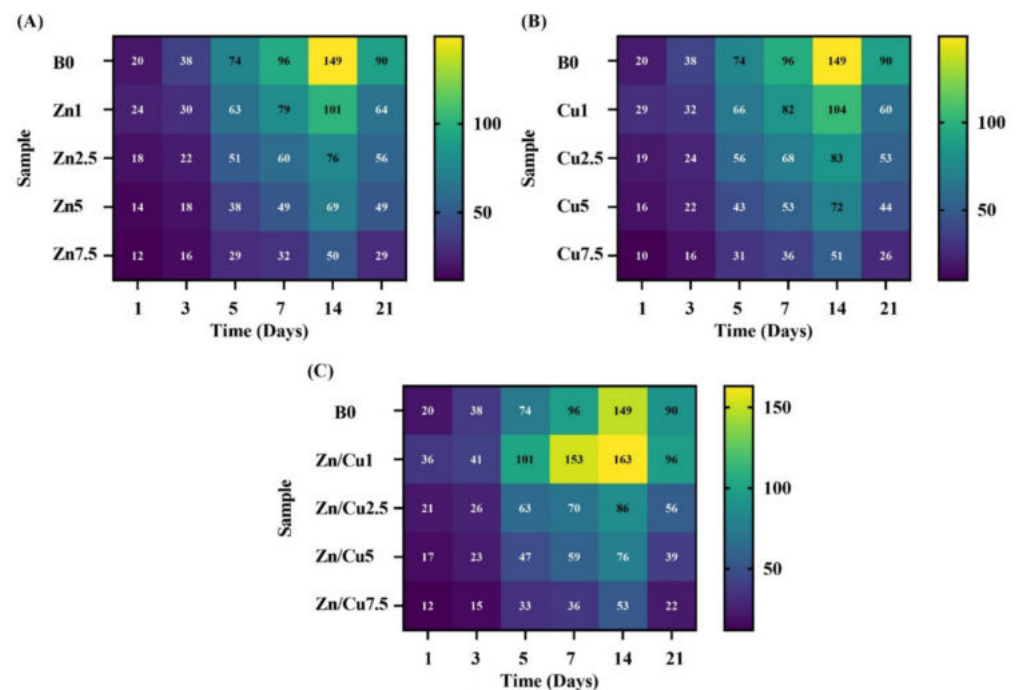 (A)
B0 20 38 74 96 149 90
Zn1 24 30 63 79 101 64
Zn2.5 18 22 51 60 76 56
Zn5 14 18 38 49 69 49
Zn7.5 12 16 29 32 50 29
1 3 5 7 14 21
Time (Days)
Sample
100
50
(B)
B0 20 38 74 96 149 90
Cu1 29 32 66 82 104 60
Cu2.5 19 24 56 68 83 53
Cu5 16 22 43 53 72 44
Cu7.5 10 16 31 36 51 26
1 3 5 7 14 21
Time (Days)
Sample
100
50
(C)
B0 20 38 74 96 149 90
Zn/Cu1 36 41 101 153 163 96
Zn/Cu2.5 21 26 63 70 86 56
Zn/Cu5 17 23 47 59 76 39
Zn/Cu7.5 12 15 33 36 53 22
1 3 5 7 14 21
Time (Days)
Sample
150
100
50